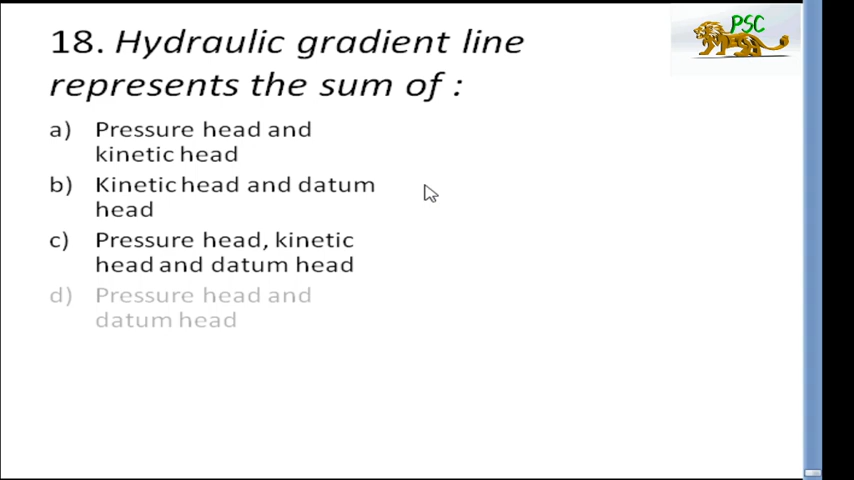 18. Hydraulic gradient line
represents the sum of :
a) Pressure head and
kinetic head
b) Kinetic head and datum
head
c) Pressure head, kinetic
head and datum head
d) Pressure head and
datum head
PSC